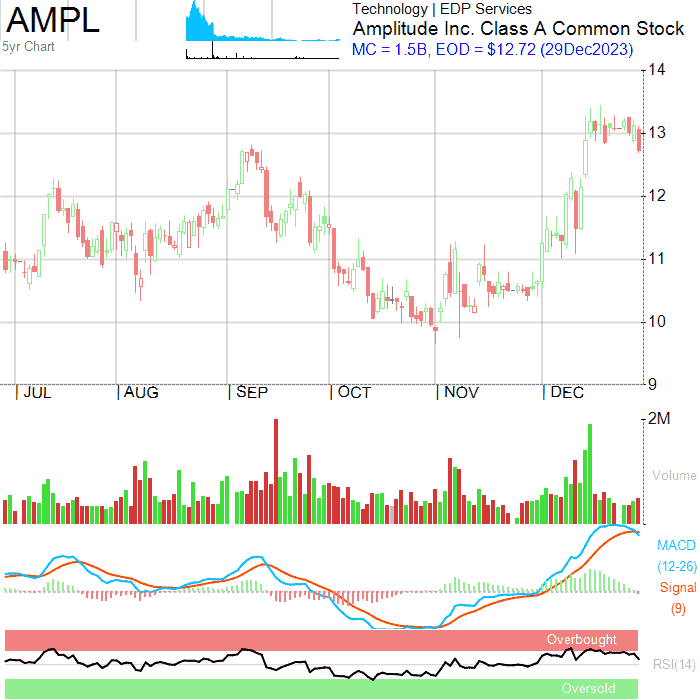 AMPL
5yr Chart
Technology | EDP Services
Amplitude Inc. Class A Common Stock
MC = 1.5B, EOD = $12.72 (29Dec2023)
14
13
12
11
10
9
JUL AUG SEP OCT NOV DEC
2M
Volume
MACD
(12-26)
Signal
(9)
Overbought
RSI(14)
Oversold